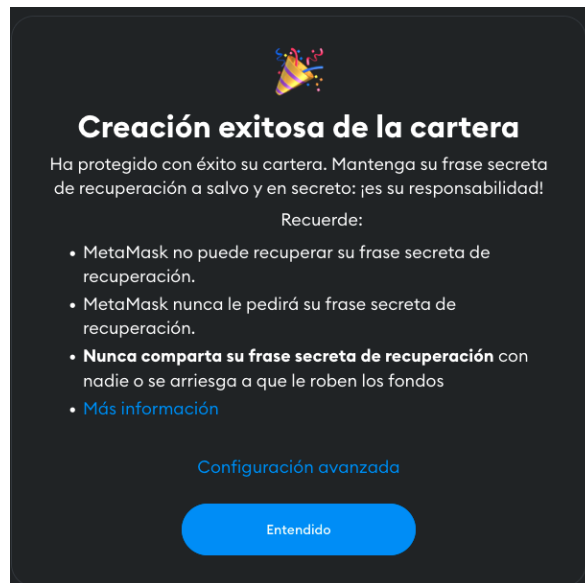 Creación exitosa de la cartera
Ha protegido con éxito su cartera. Mantenga su frase secreta
de recuperación a salvo y en secreto: ¡es su responsabilidad!
Recuerde:
• MetaMask no puede recuperar su frase secreta de
recuperación.
• MetaMask nunca le pedirá su frase secreta de
recuperación.
• Nunca comparta su frase secreta de recuperación con
nadie o se arriesga a que le roben los fondos
• Más información
Configuración avanzada
Entendido